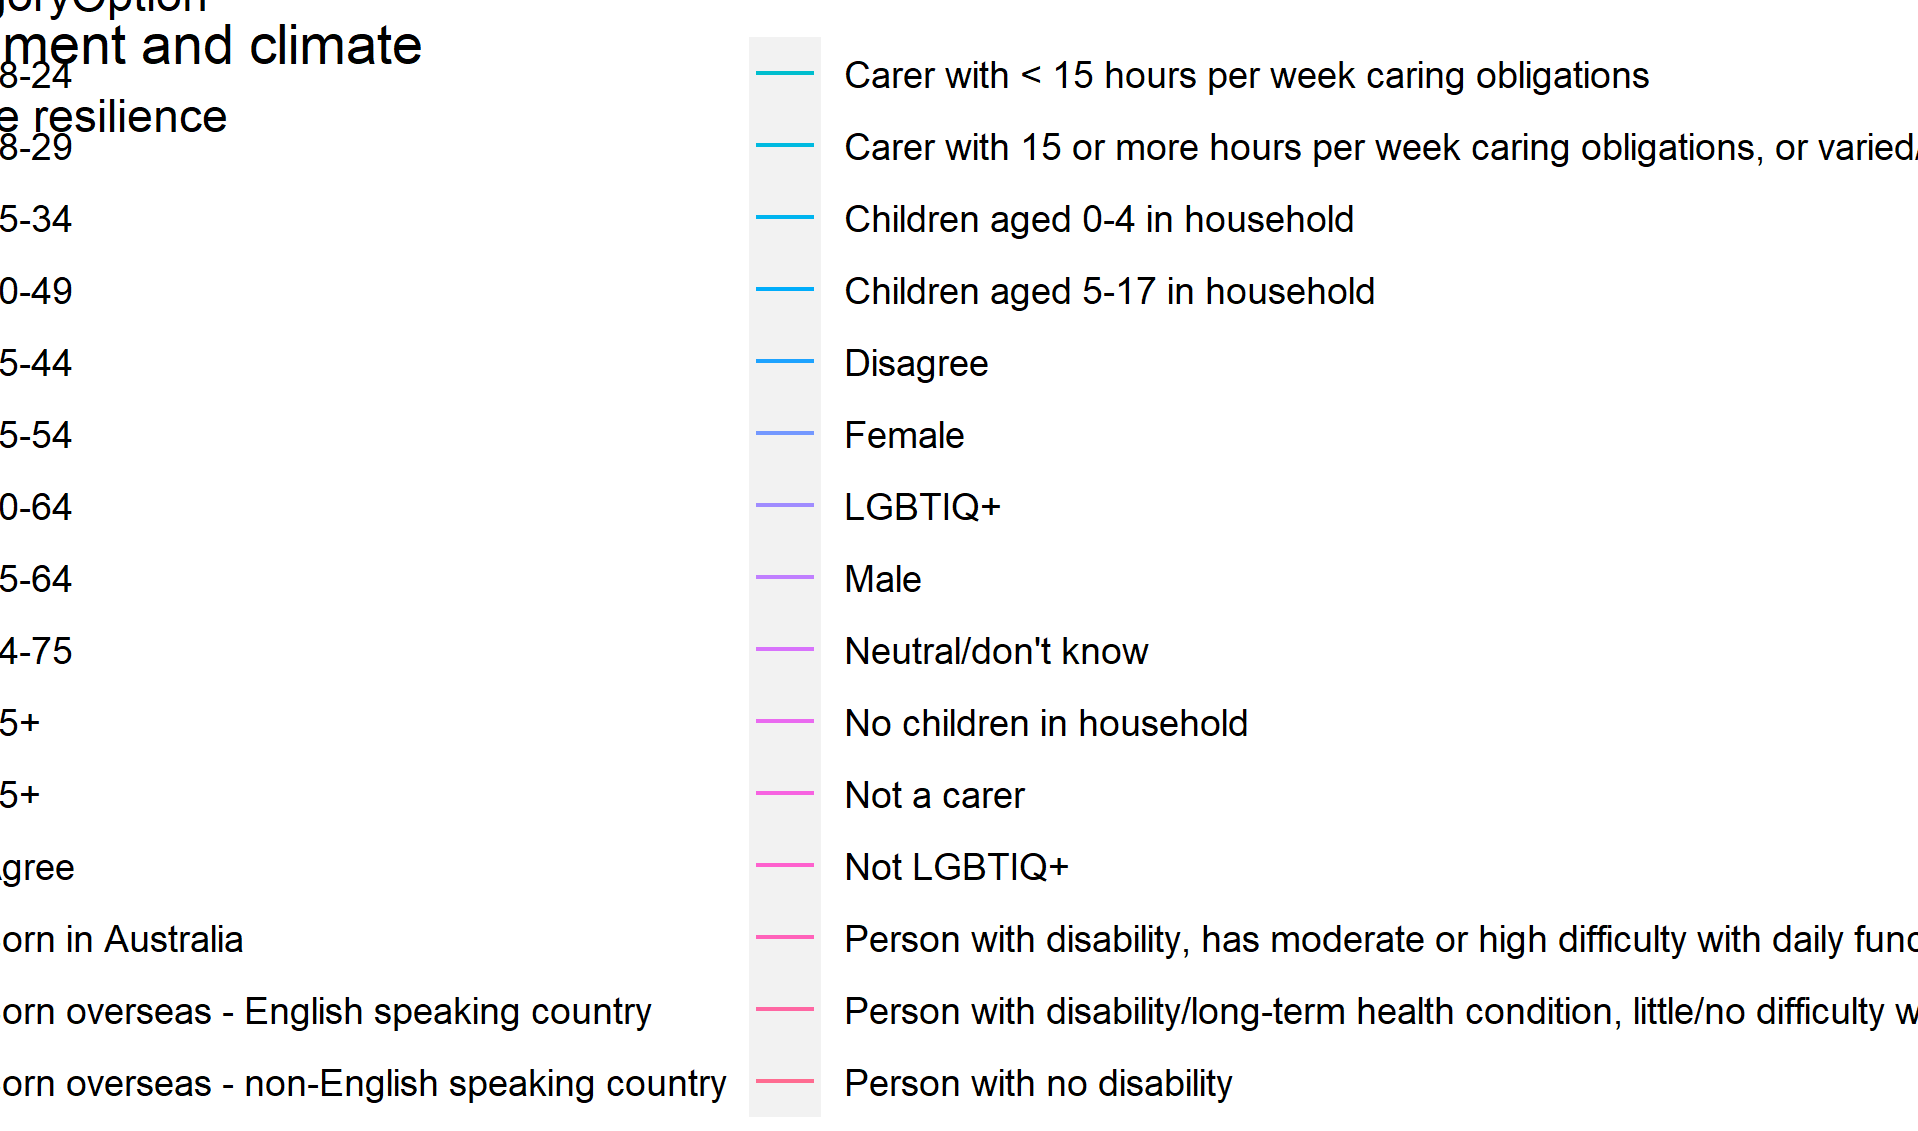 goryOption
ment and climate
8-24
e resilience
8-29
5-34
0-49
5-44
5-54
0-64
5-64
4-75
5+
5+
Agree
orn in Australia
orn overseas - English speaking country
orn overseas - non-English speaking country
Carer with < 15 hours per week caring obligations
Carer with 15 or more hours per week caring obligations, or varied/
Children aged 0-4 in household
Children aged 5-17 in household
Disagree
Female
LGBTIQ+
Male
Neutral/don't know
No children in household
Not a carer
Not LGBTIQ+
Person with disability, has moderate or high difficulty with daily func
Person with disability/long-term health condition, little/no difficulty w
Person with no disability